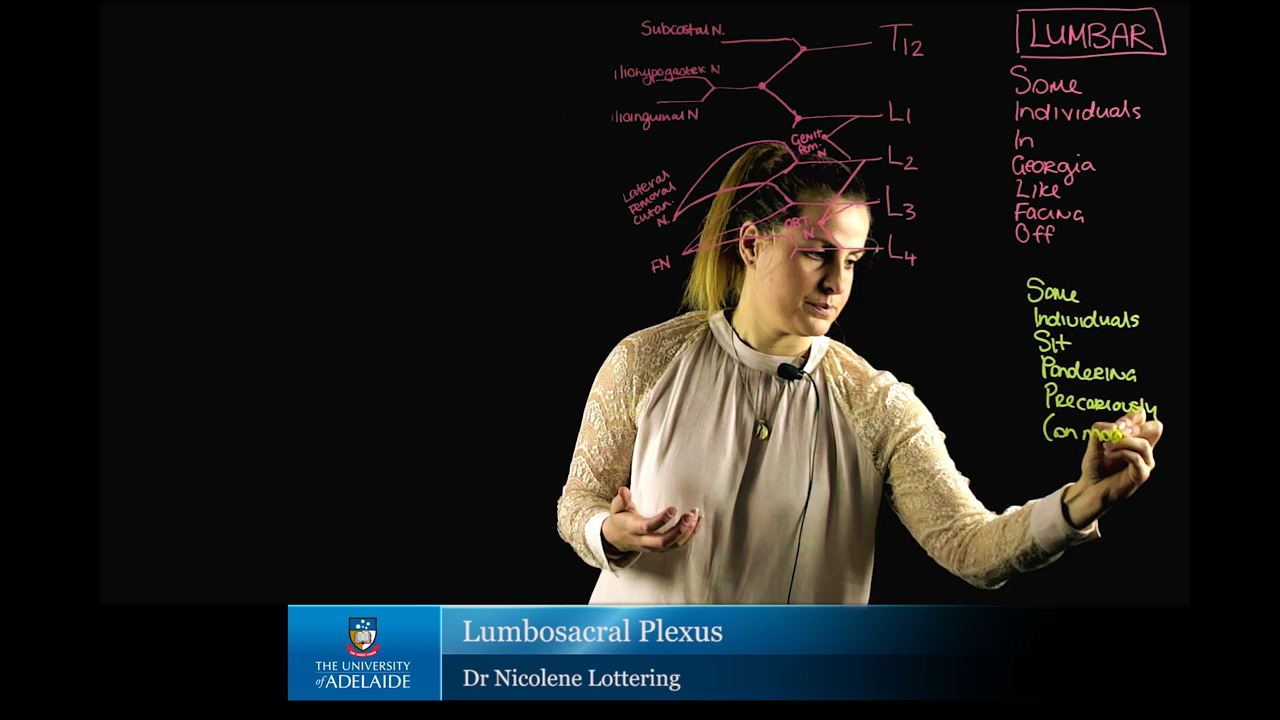 Subcostal N.
T12
iliohypogastric N
ilioinguinal N
L1
Genit
Fem.
N
L2
Lateral
Femoral
Cutan.
N.
L3
OBT.
N
L4
FN
LUMBAR
Some
Individuals
In
Georgia
Like
Facing
Off
Some
Individuals
Sit
Pondering
Precariously
THE UNIVERSITY
of ADELAIDE
Lumbosacral Plexus
Dr Nicolene Lottering